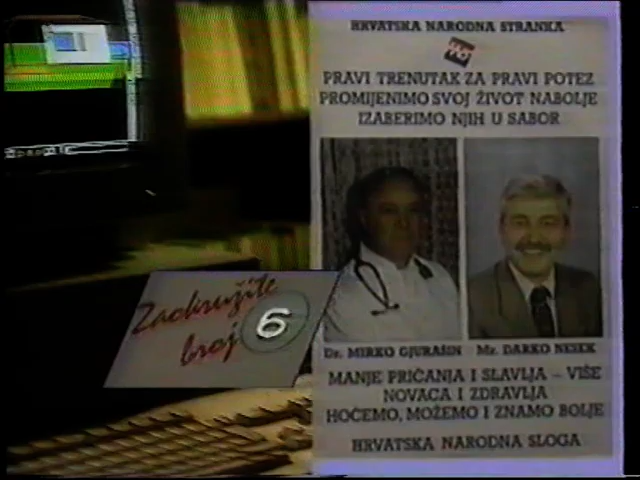 HRVATSKA NARODNA STRANKA
PRAVI TRENUTAK ZA PRAVI POTEZ
PROMIJENIMO SVOJ ŽIVOT NABOLJE
IZABERIMO NJIH U SABOR
Dr. MIRKO GJURAŠIN
Mr. DARKO
MANJE PRIČANJA I SLAVLJA – VIŠE
NOVACA I ZDRAVLJA
HOĆEMO, MOŽEMO I ZNAMO BOLJE
HRVATSKA NARODNA SLOGA
Zaokružite
broj 6